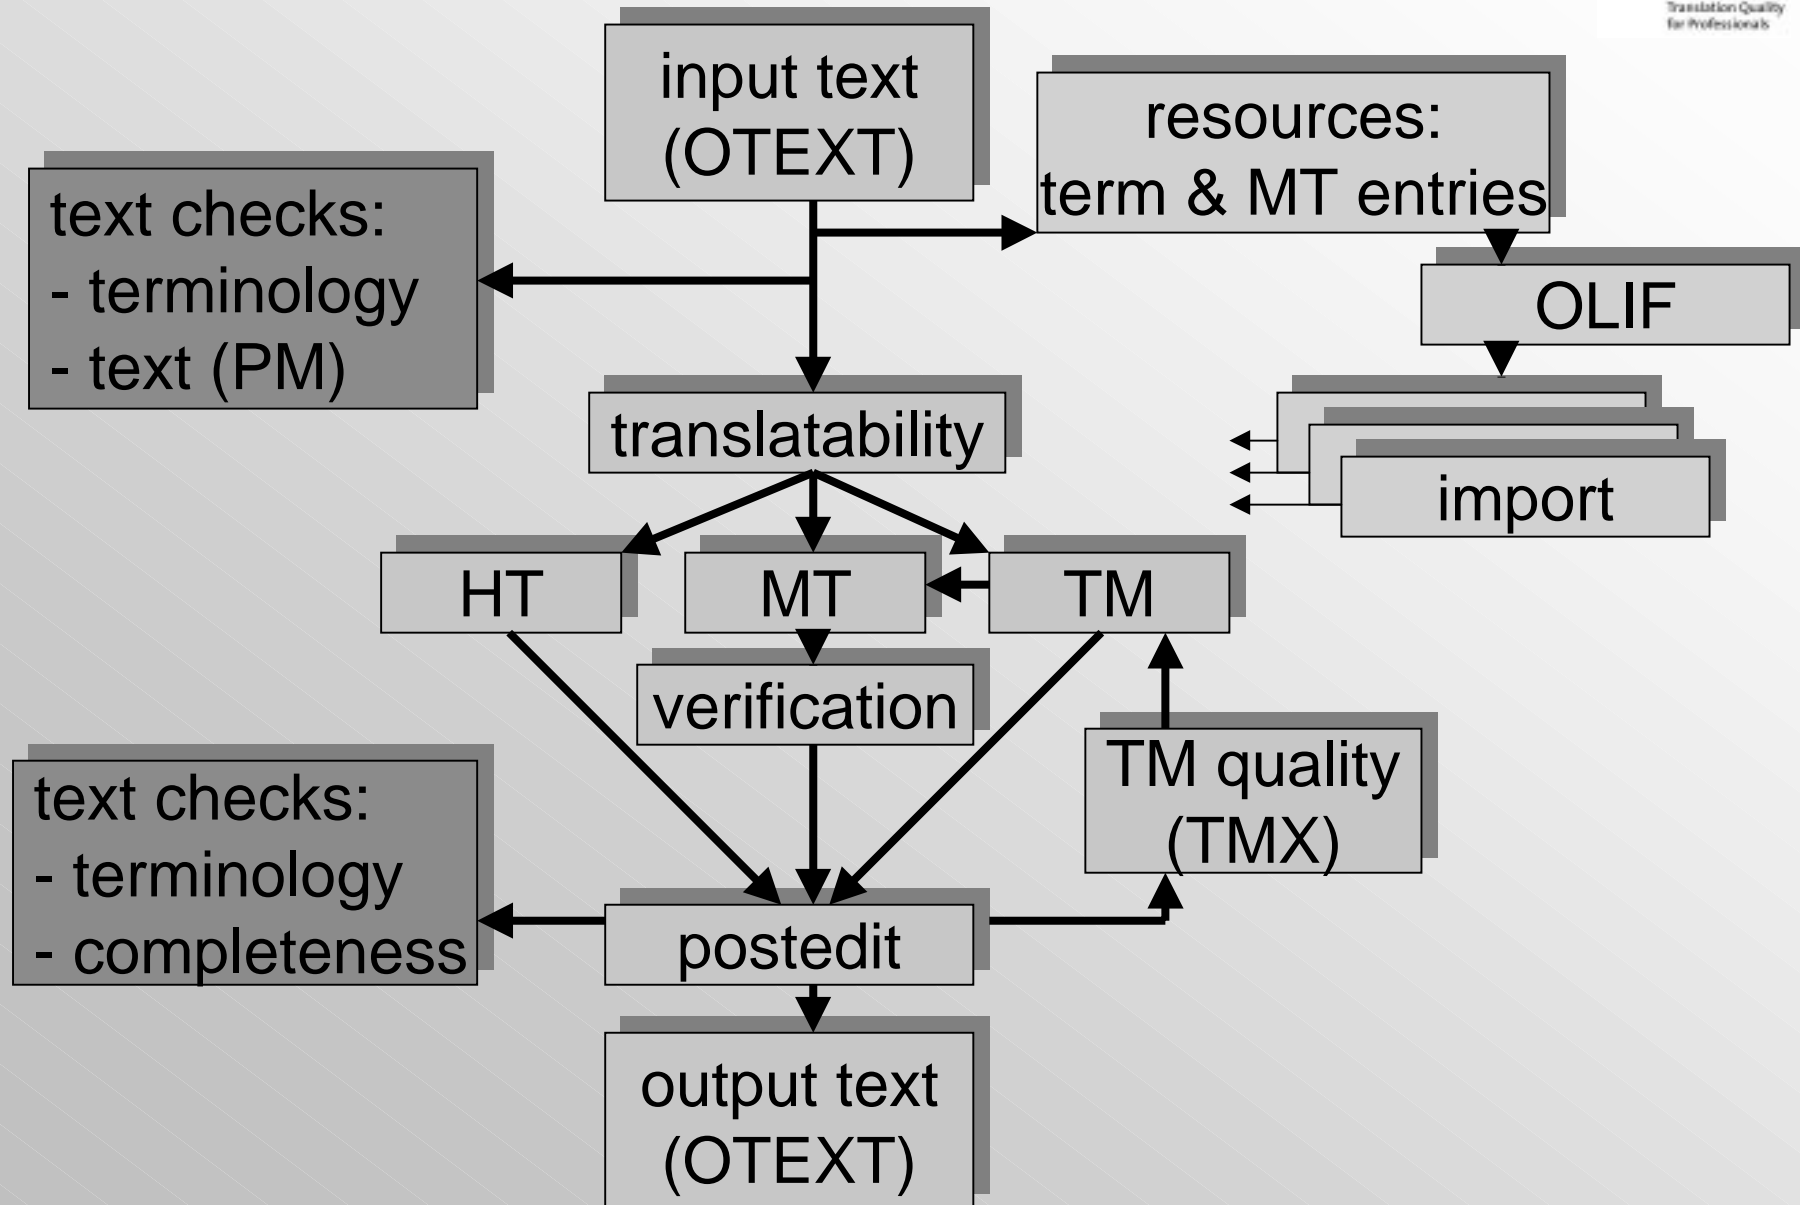 Translation Quality
for Professionals
input text
(OTEXT)
resources:
term & MT entries
text checks:
- terminology
- text (PM)
OLIF
translatability
import
HT
MT
TM
verification
TM quality
(TMX)
text checks:
- terminology
- completeness
postedit
output text
(OTEXT)